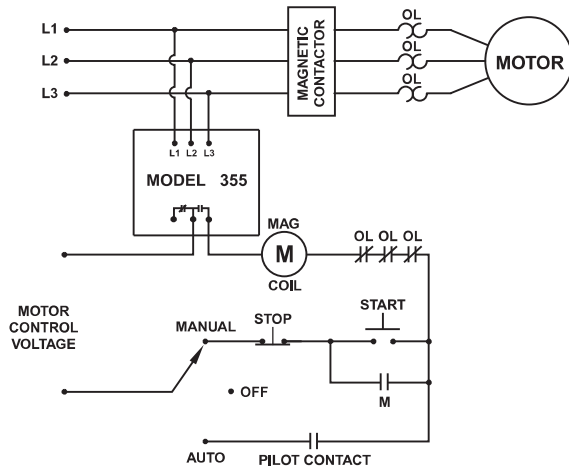 OL
L1
L2
OL
MAGNETIC
CONTACTOR
MOTOR
L3
OL
L1 L2 L3
MODEL 355
MAG
M
COIL
OL OL OL
MOTOR
CONTROL
VOLTAGE
MANUAL
STOP
START
OFF
M
AUTO
PILOT CONTACT